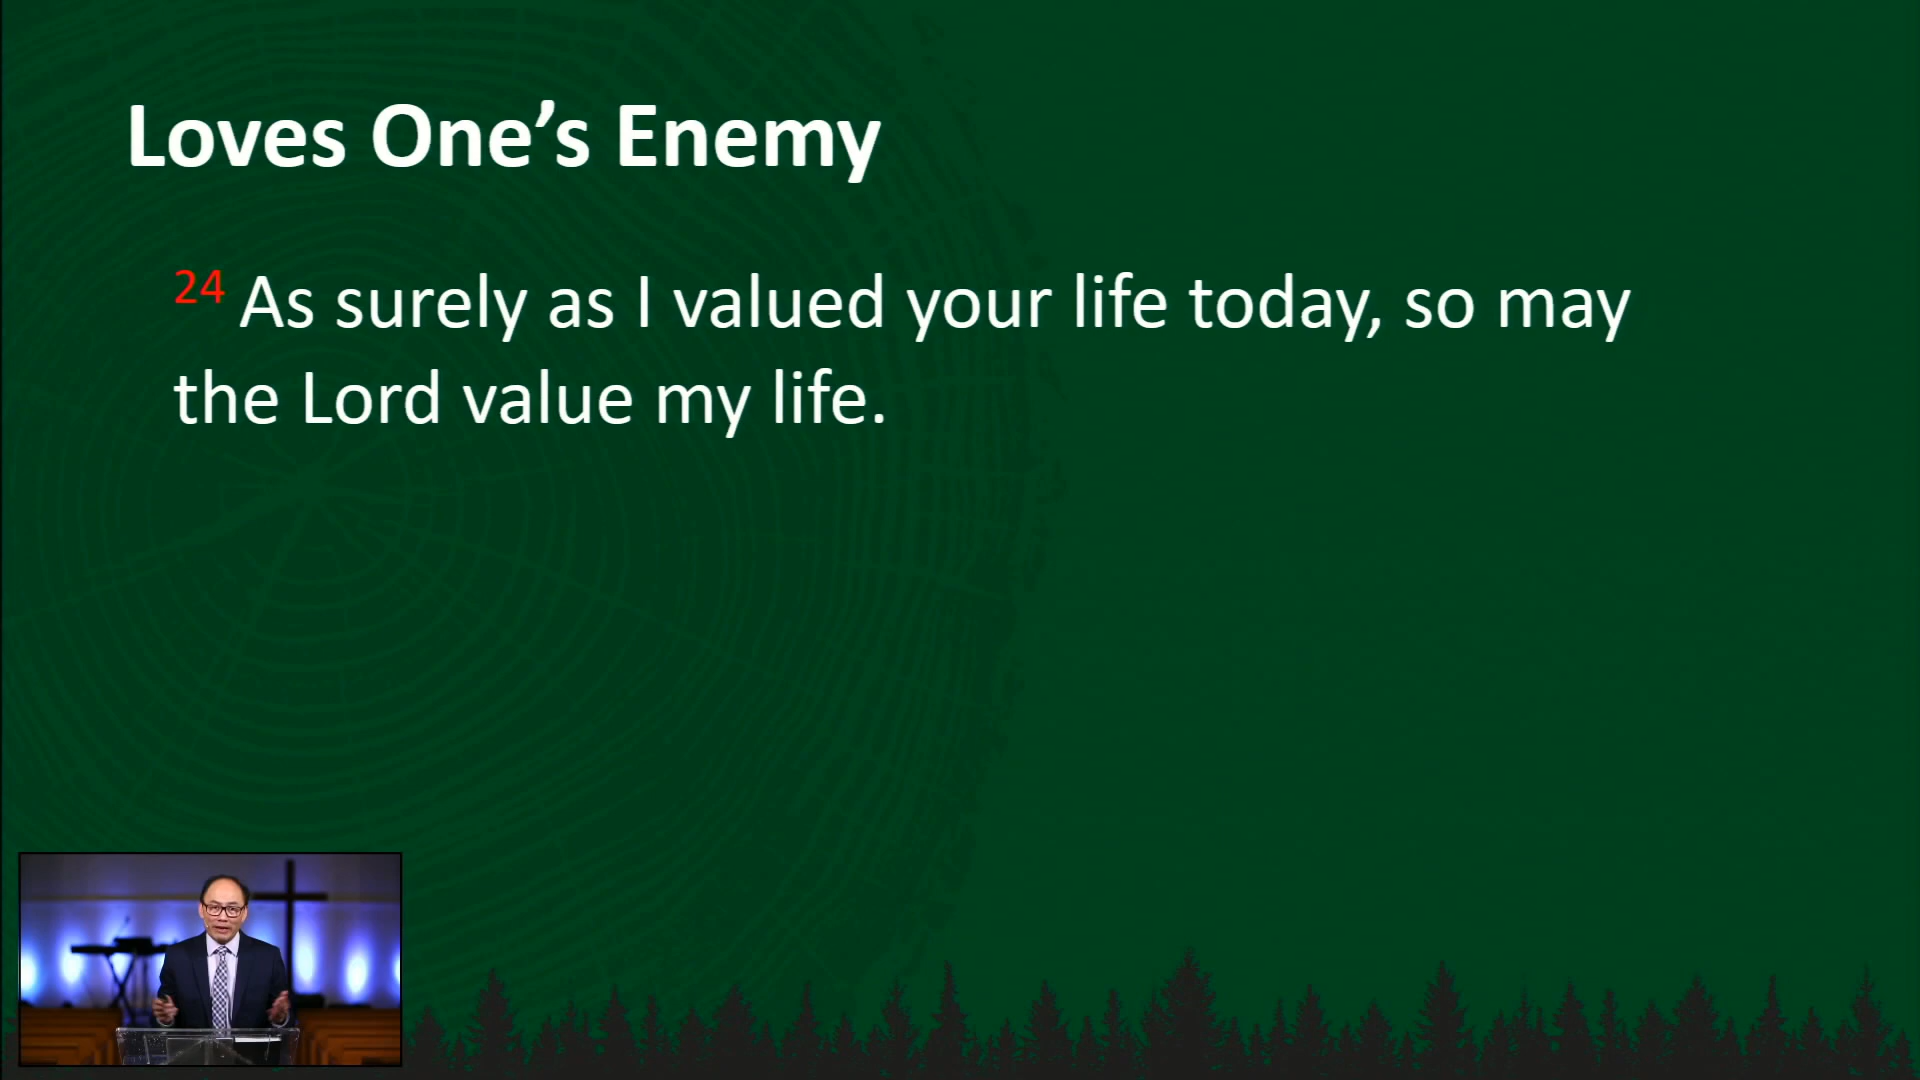 Loves One’s Enemy
24 As surely as I valued your life today, so may
the Lord value my life.